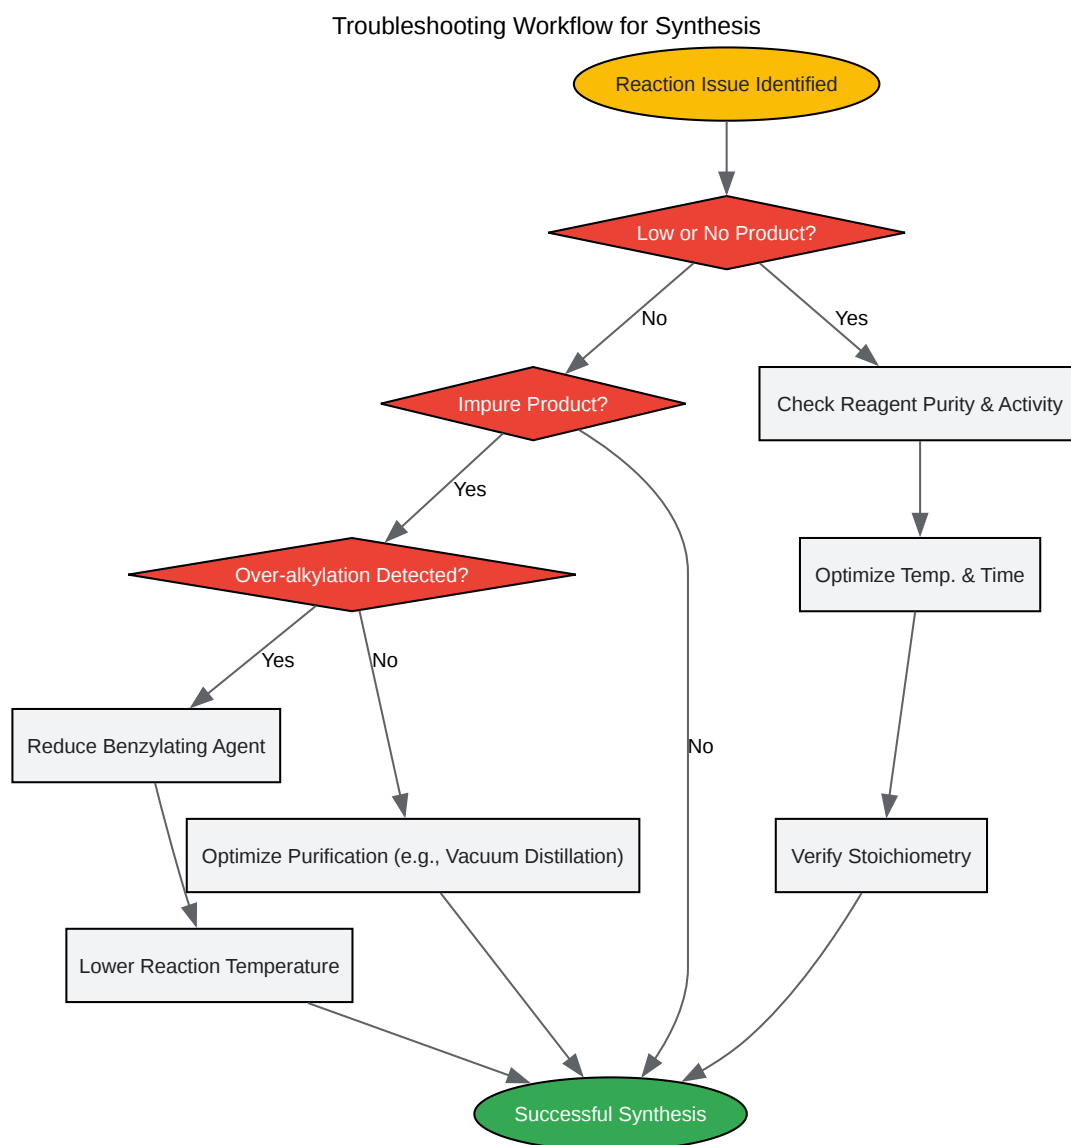 Troubleshooting Workflow for Synthesis
Reaction Issue Identified
Low or No Product?
No
Yes
Impure Product?
Check Reagent Purity & Activity
Yes
No
Over-alkylation Detected?
Optimize Temp. & Time
Yes
No
Reduce Benzylating Agent
Optimize Purification (e.g., Vacuum Distillation)
Verify Stoichiometry
Lower Reaction Temperature
Successful Synthesis